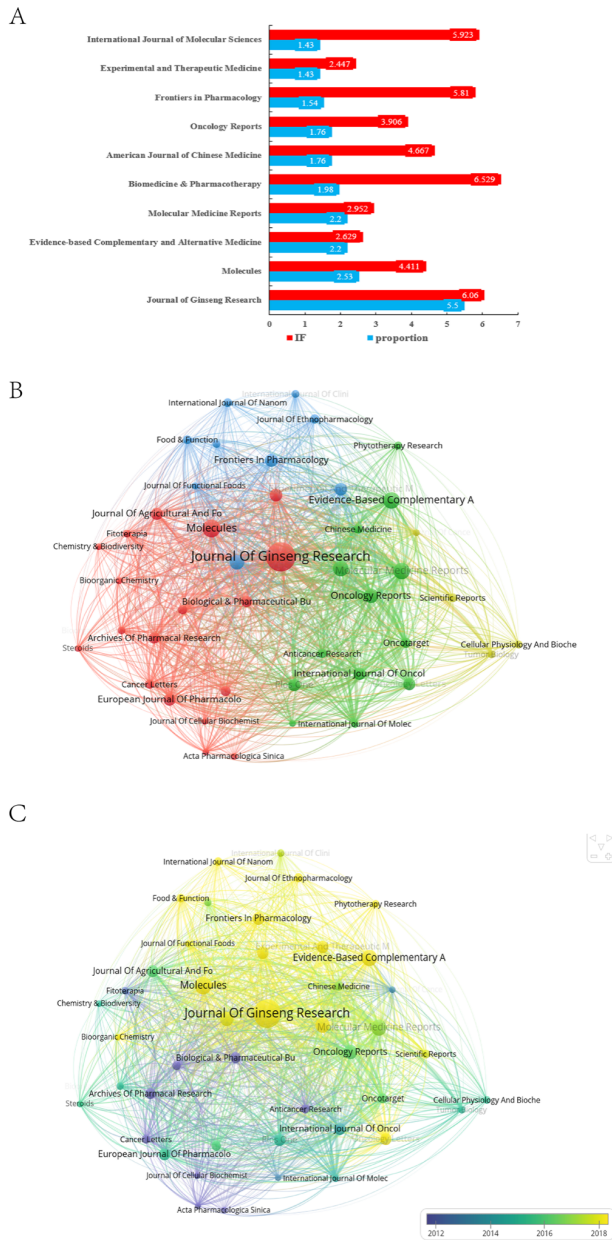 A
International Journal of Molecular Sciences
5.923
1.43
Experimental and Therapeutic Medicine
2.447
1.43
Frontiers in Pharmacology
5.81
1.54
Oncology Reports
3.906
1.76
American Journal of Chinese Medicine
4.667
1.76
Biomedicine & Pharmacotherapy
6.529
1.98
Molecular Medicine Reports
2.952
2.2
Evidence-based Complementary and Alternative Medicine
2.629
2.2
Molecules
4.411
2.53
Journal of Ginseng Research
6.06
5.5
0 1 2 3 4 5 6 7
IF proportion
B
International Journal Of Clini
International Journal Of Nanom
Journal Of Ethnopharmacology
Food & Function
Phytotherapy Research
Frontiers In Pharmacology
Journal Of Functional Foods
Evidence-Based Complementary A
Journal Of Agricultural And Fo
Molecules
Chinese Medicine
Fitoterapia
Chemistry & Biodiversity
Journal Of Ginseng Research
Molecular Medicine Reports
Bioorganic Chemistry
Oncology Reports
Scientific Reports
Biological & Pharmaceutical Bu
Archives Of Pharmacal Research
Steroids
Oncotarget
Cellular Physiology And Bioche
Tumor Biology
Anticancer Research
International Journal Of Oncol
Cancer Letters
European Journal Of Pharmacolo
Journal Of Cellular Biochemist
International Journal Of Molec
Acta Pharmacologica Sinica
C
International Journal Of Clini
International Journal Of Nanom
Journal Of Ethnopharmacology
Food & Function
Phytotherapy Research
Frontiers In Pharmacology
Journal Of Functional Foods
Experimental And Therapeutic M
Evidence-Based Complementary A
Journal Of Agricultural And Fo
Molecules
Chinese Medicine
Fitoterapia
Chemistry & Biodiversity
Journal Of Ginseng Research
Molecular Medicine Reports
Bioorganic Chemistry
Oncology Reports
Scientific Reports
Biological & Pharmaceutical Bu
Archives Of Pharmacal Research
Steroids
Oncotarget
Cellular Physiology And Bioche
Tumor Biology
Anticancer Research
International Journal Of Oncol
Cancer Letters
European Journal Of Pharmacolo
Journal Of Cellular Biochemist
International Journal Of Molec
Acta Pharmacologica Sinica
2012 2014 2016 2018